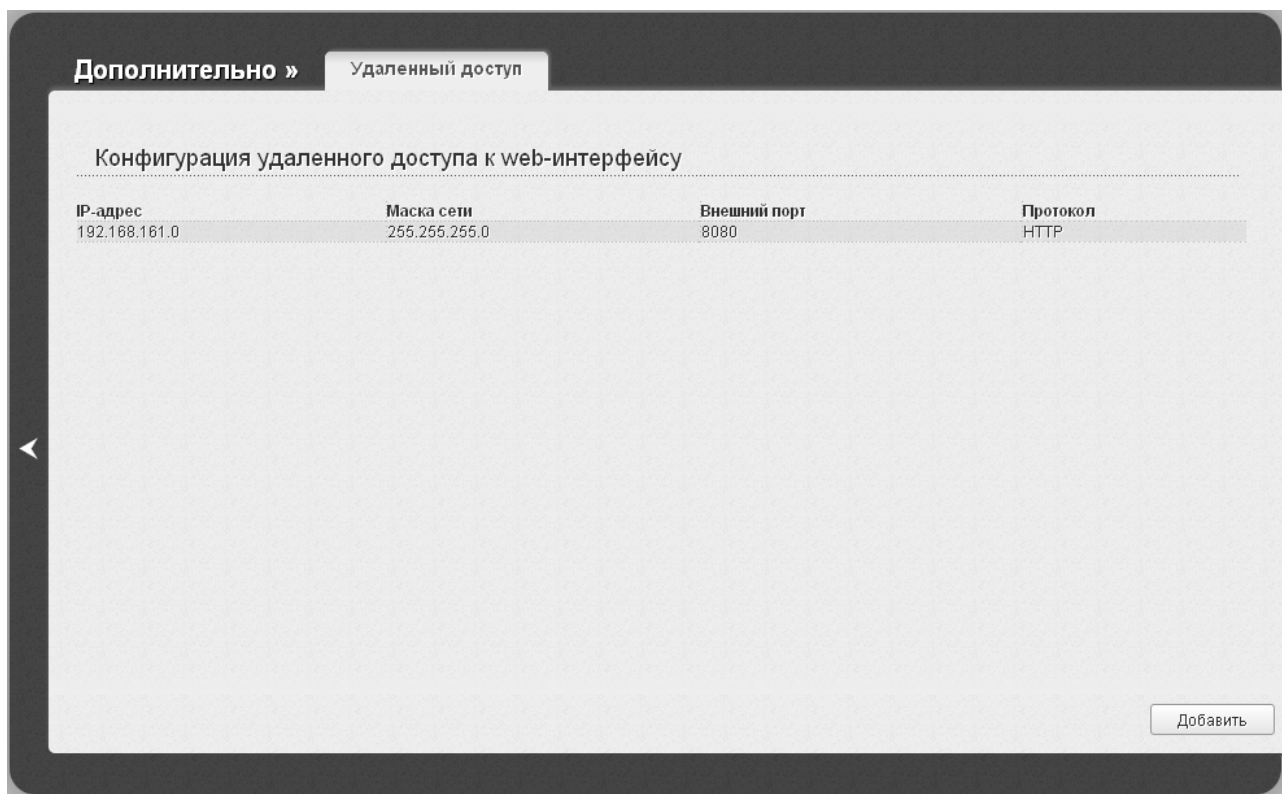 Дополнительно »
Удаленный доступ
Конфигурация удаленного доступа к web-интерфейсу
IP-адрес Маска сети Внешний порт Протокол
192.168.161.0 255.255.255.0 8080 HTTP
Добавить